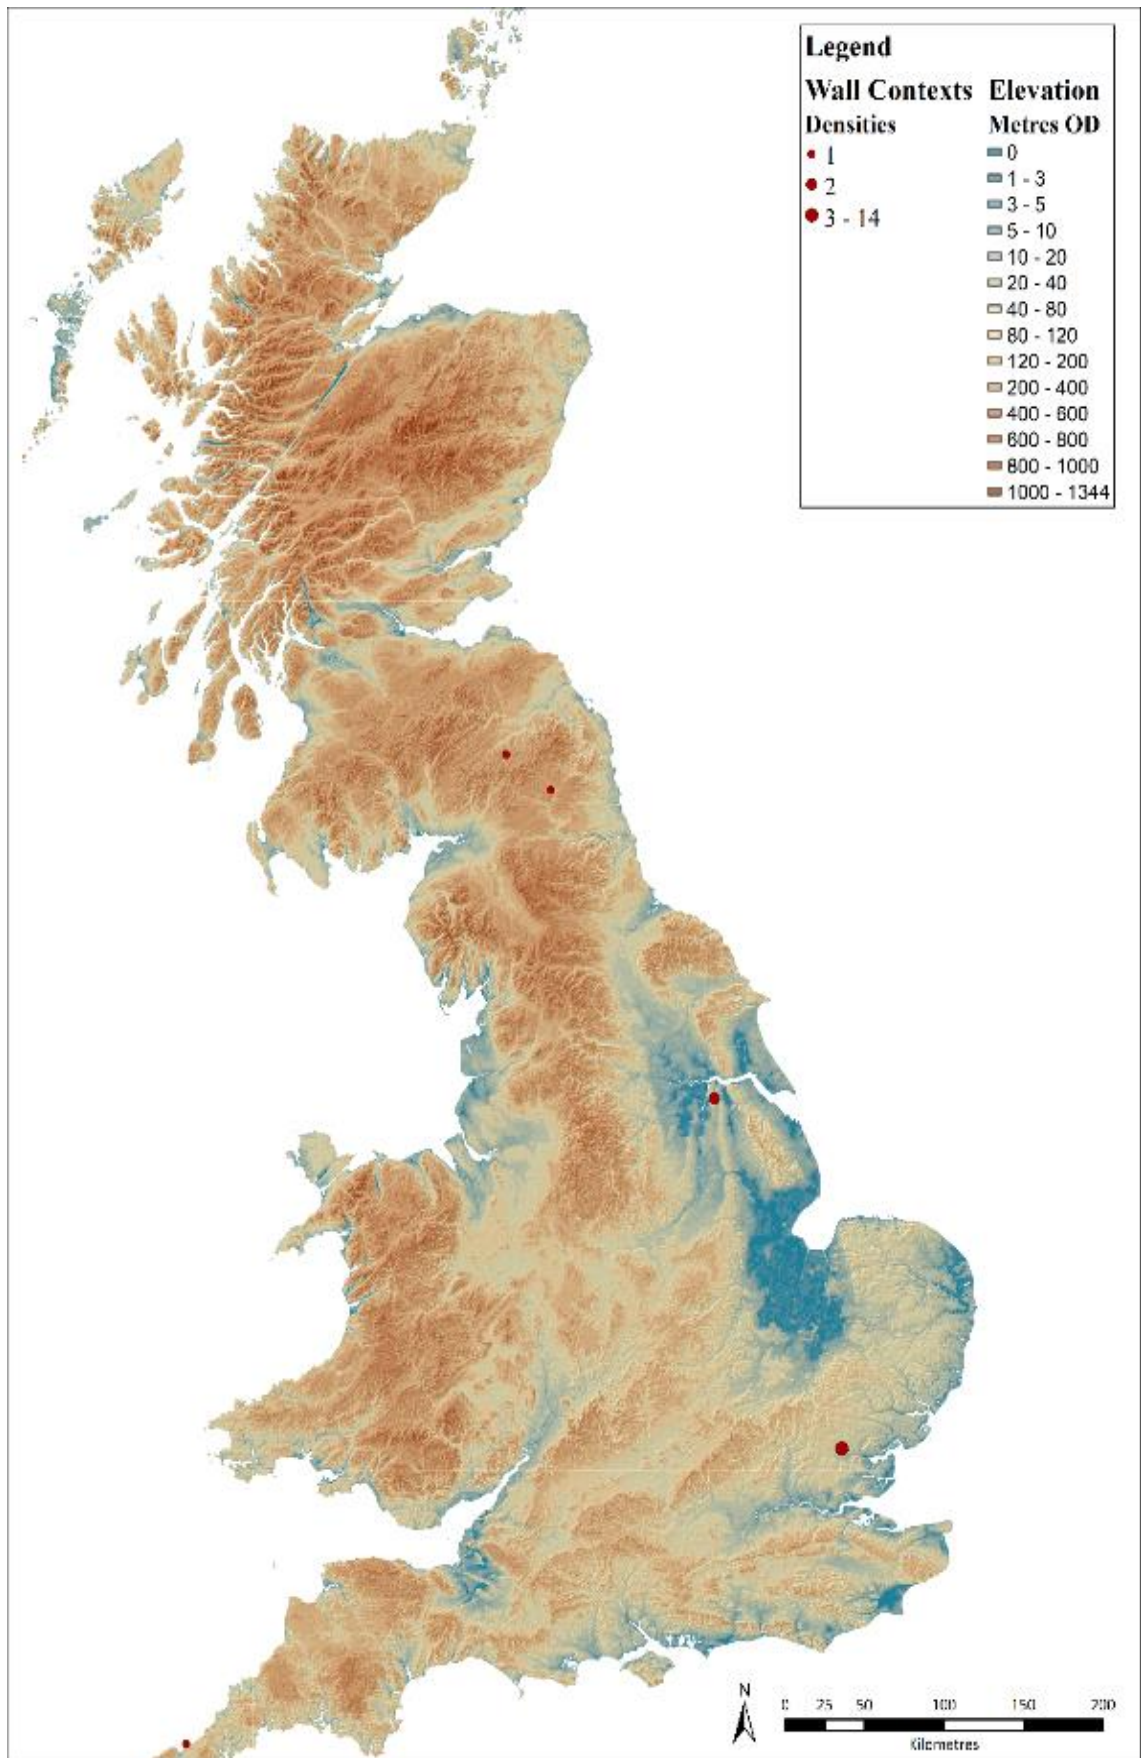 Legend
Wall Contexts Elevation
Densities Metres OD
1
2
3 - 14
0
1 - 3
3 - 5
5 - 10
10 - 20
20 - 40
40 - 80
80 - 120
120 - 200
200 - 400
400 - 600
600 - 800
800 - 1000
1000 - 1344
N
0 25 50 100 150 200
Kilometres